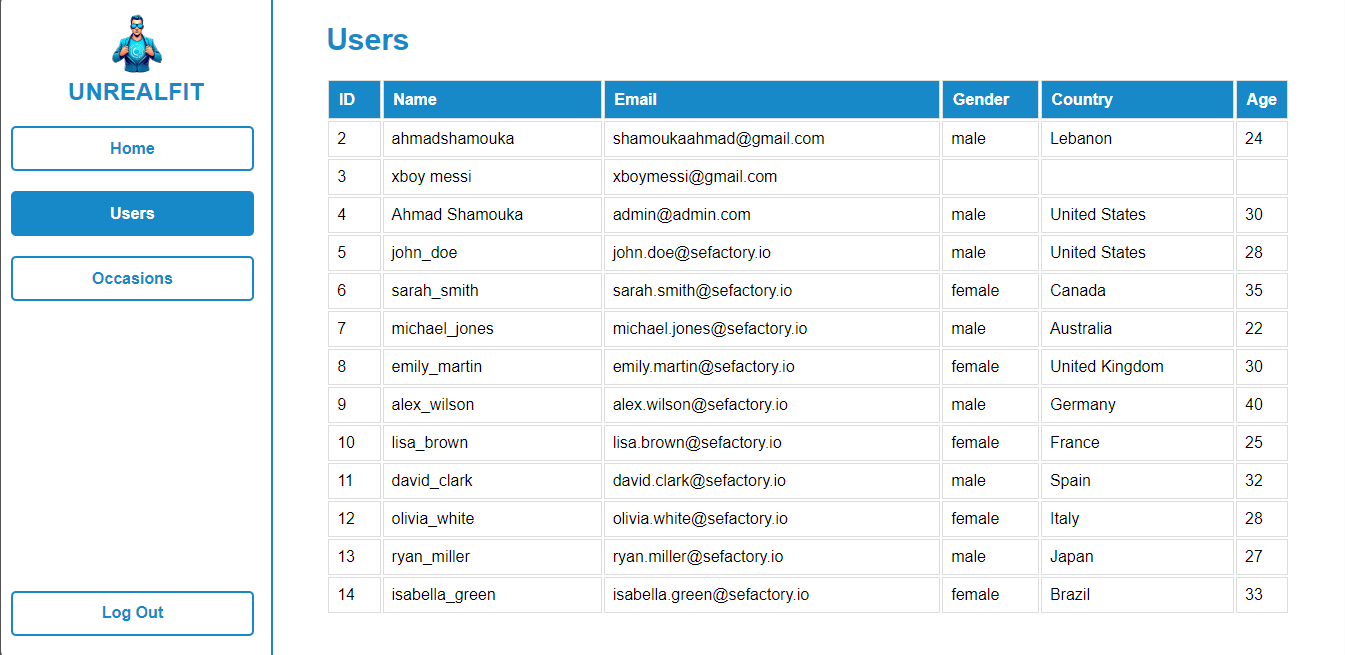 UNREALFIT
Home
Users
Occasions
Log Out
Users
ID Name Email Gender Country Age
2 ahmadshamouka shamoukaahmad@gmail.com male Lebanon 24
3 xboy messi xboymessi@gmail.com
4 Ahmad Shamouka admin@admin.com male United States 30
5 john_doe john.doe@sefactory.io male United States 28
6 sarah_smith sarah.smith@sefactory.io female Canada 35
7 michael_jones michael.jones@sefactory.io male Australia 22
8 emily_martin emily.martin@sefactory.io female United Kingdom 30
9 alex_wilson alex.wilson@sefactory.io male Germany 40
10 lisa_brown lisa.brown@sefactory.io female France 25
11 david_clark david.clark@sefactory.io male Spain 32
12 olivia_white olivia.white@sefactory.io female Italy 28
13 ryan_miller ryan.miller@sefactory.io male Japan 27
14 isabella_green isabella.green@sefactory.io female Brazil 33